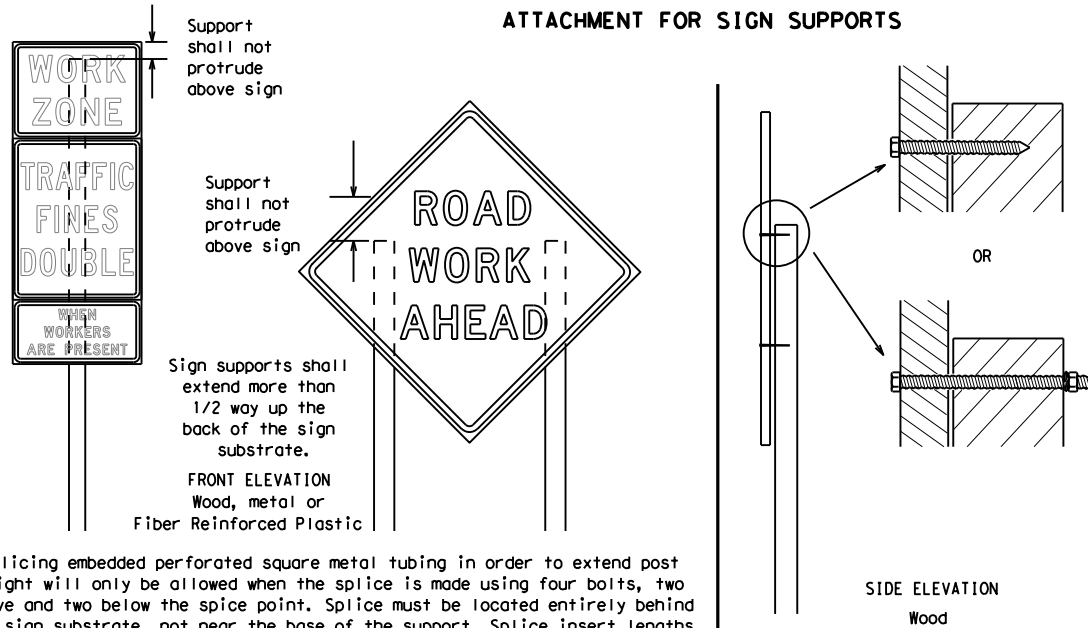 ATTACHMENT FOR SIGN SUPPORTS
Support
shall not
protrude
above sign
WORK
ZONE
TRAFFIC
FINES
DOUBLE
WHEN
WORKERS
ARE PRESENT
Support
shall not
protrude
above sign
ROAD
WORK
AHEAD
Sign supports shall
extend more than
1/2 way up the
back of the sign
substrate.
FRONT ELEVATION
Wood, metal or
Fiber Reinforced Plastic
OR
SIDE ELEVATION
Wood
licing embedded perforated square metal tubing in order to extend post
ight will only be allowed when the splice is made using four bolts, two
ve and two below the spice point. Splice must be located entirely behind
sign substrate, not near the base of the support. Splice insert lengths